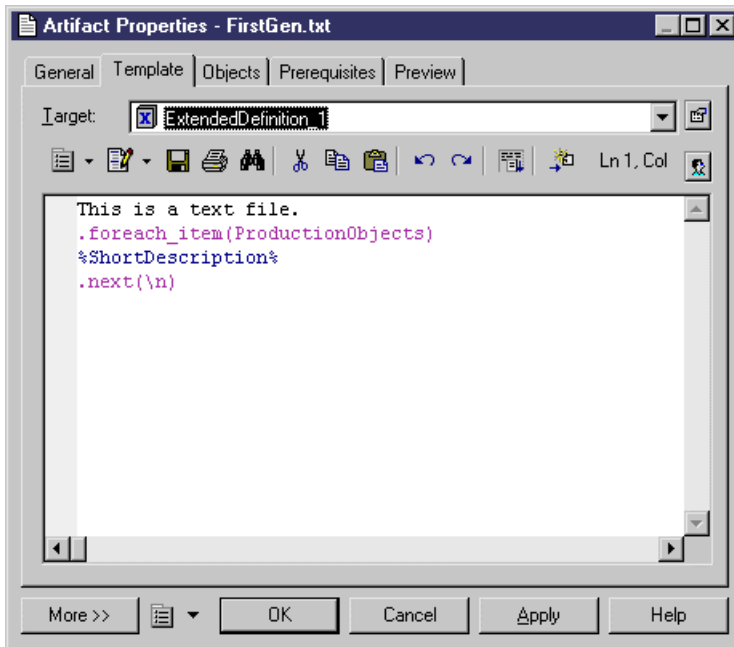 Artifact Properties - FirstGen.txt
General Template Objects Prerequisites Preview
Target: ExtendedDefinition_1
Ln 1, Col
This is a text file.
.foreach_item(ProductionObjects)
%ShortDescription%
.next(\n)
More >> OK Cancel Apply Help